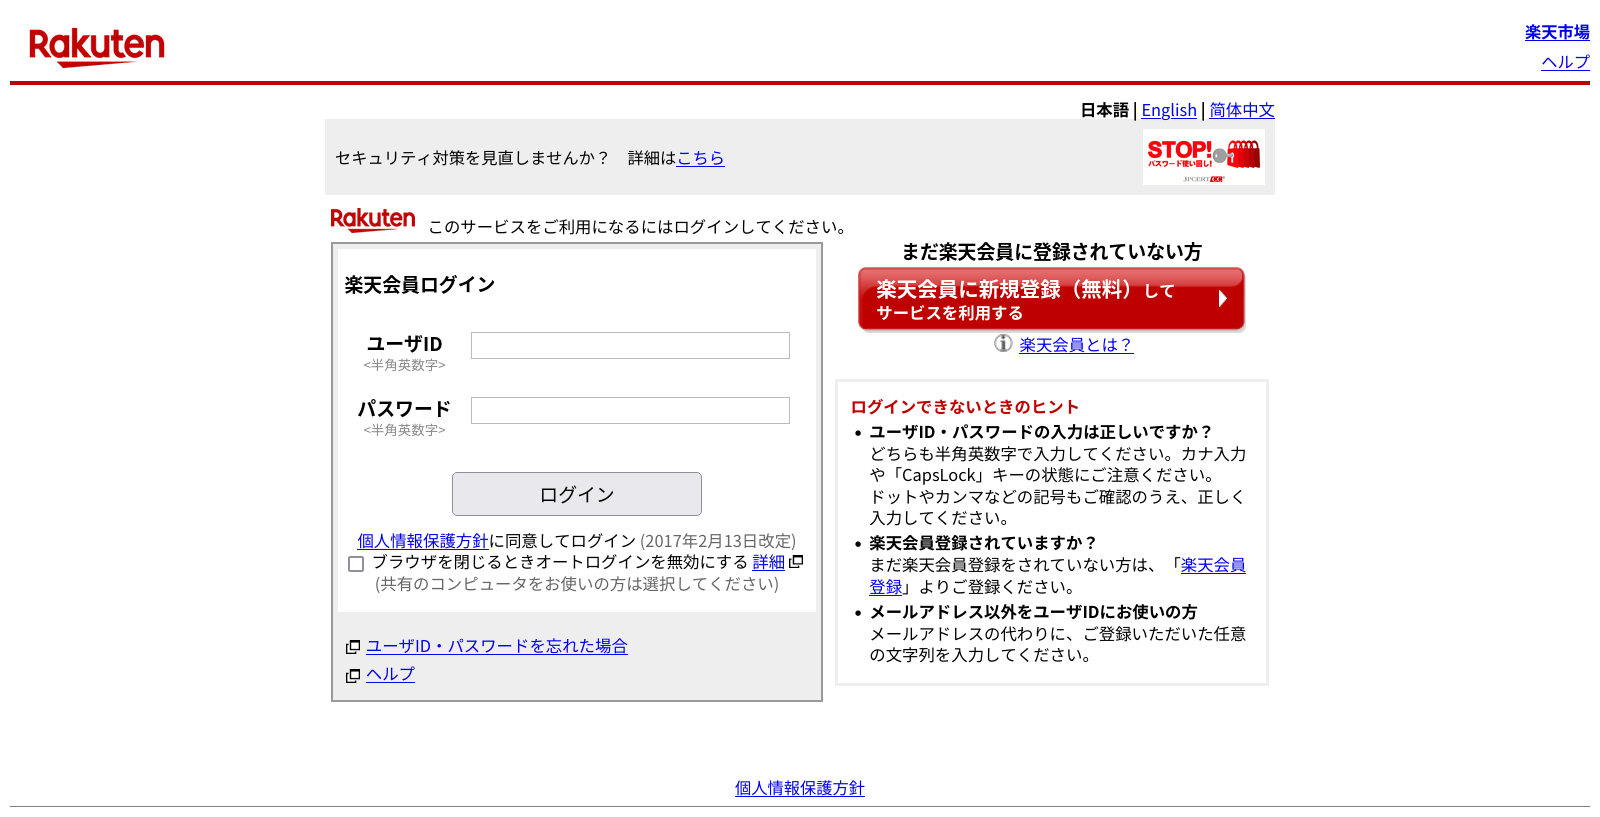 Rakuten
楽天市場
ヘルプ
日本語 | English | 简体中文
セキュリティ対策を見直しませんか？　詳細はこちら
STOP!
パスワード使い回し!
JPCERT CC
Rakuten このサービスをご利用になるにはログインしてください。
楽天会員ログイン
ユーザID
<半角英数字>
パスワード
<半角英数字>
ログイン
個人情報保護方針に同意してログイン (2017年2月13日改定)
ブラウザを閉じるときオートログインを無効にする 詳細
(共有のコンピュータをお使いの方は選択してください)
ユーザID・パスワードを忘れた場合
ヘルプ
まだ楽天会員に登録されていない方
楽天会員に新規登録（無料）して
サービスを利用する
楽天会員とは？
ログインできないときのヒント
• ユーザID・パスワードの入力は正しいですか？
どちらも半角英数字で入力してください。カナ入力
や「CapsLock」キーの状態にご注意ください。
ドットやカンマなどの記号もご確認のうえ、正しく
入力してください。
• 楽天会員登録されていますか？
まだ楽天会員登録をされていない方は、「楽天会員
登録」よりご登録ください。
• メールアドレス以外をユーザIDにお使いの方
メールアドレスの代わりに、ご登録いただいた任意
の文字列を入力してください。
個人情報保護方針